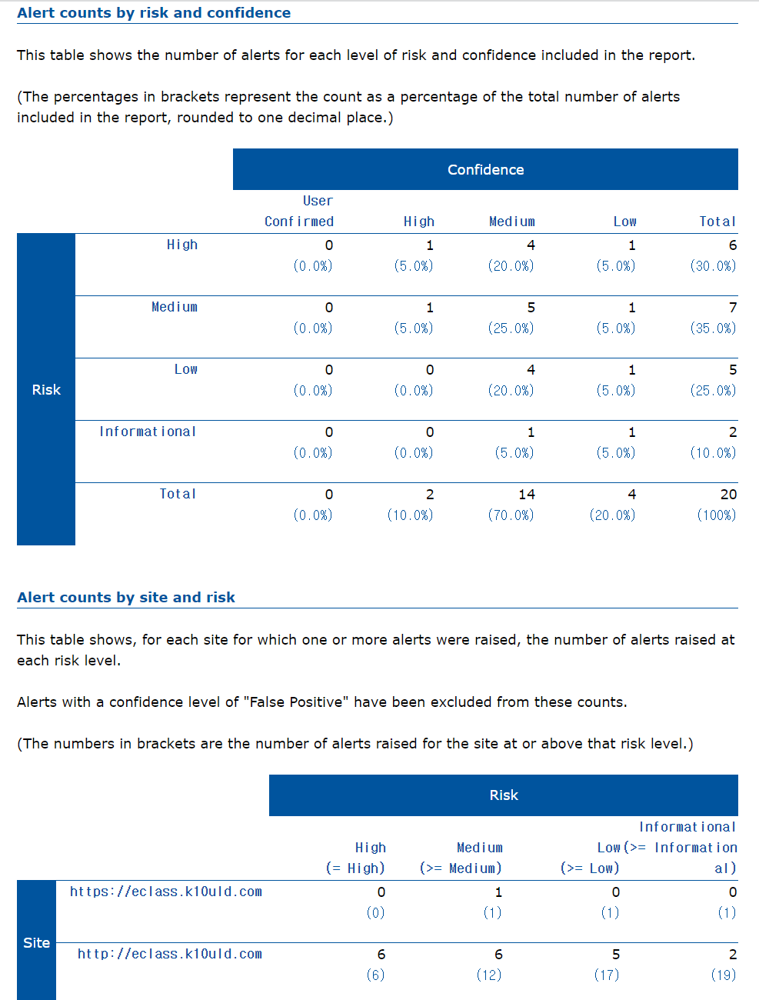 Alert counts by risk and confidence
This table shows the number of alerts for each level of risk and confidence included in the report.
(The percentages in brackets represent the count as a percentage of the total number of alerts
included in the report, rounded to one decimal place.)
Confidence
User
Confirmed High Medium Low Total
High 0 1 4 1 6
(0.0%) (5.0%) (20.0%) (5.0%) (30.0%)
Medium 0 1 5 1 7
(0.0%) (5.0%) (25.0%) (5.0%) (35.0%)
Low 0 0 4 1 5
Risk (0.0%) (0.0%) (20.0%) (5.0%) (25.0%)
Informational 0 0 1 1 2
(0.0%) (0.0%) (5.0%) (5.0%) (10.0%)
Total 0 2 14 4 20
(0.0%) (10.0%) (70.0%) (20.0%) (100%)
Alert counts by site and risk
This table shows, for each site for which one or more alerts were raised, the number of alerts raised at
each risk level.
Alerts with a confidence level of "False Positive" have been excluded from these counts.
(The numbers in brackets are the number of alerts raised for the site at or above that risk level.)
Risk
Informational
High Medium Low (>= Information
(= High) (>= Medium) (>= Low) al)
https://eclass.k10uld.com 0 1 0 0
(0) (1) (1) (1)
Site
http://eclass.k10uld.com 6 6 5 2
(6) (12) (17) (19)